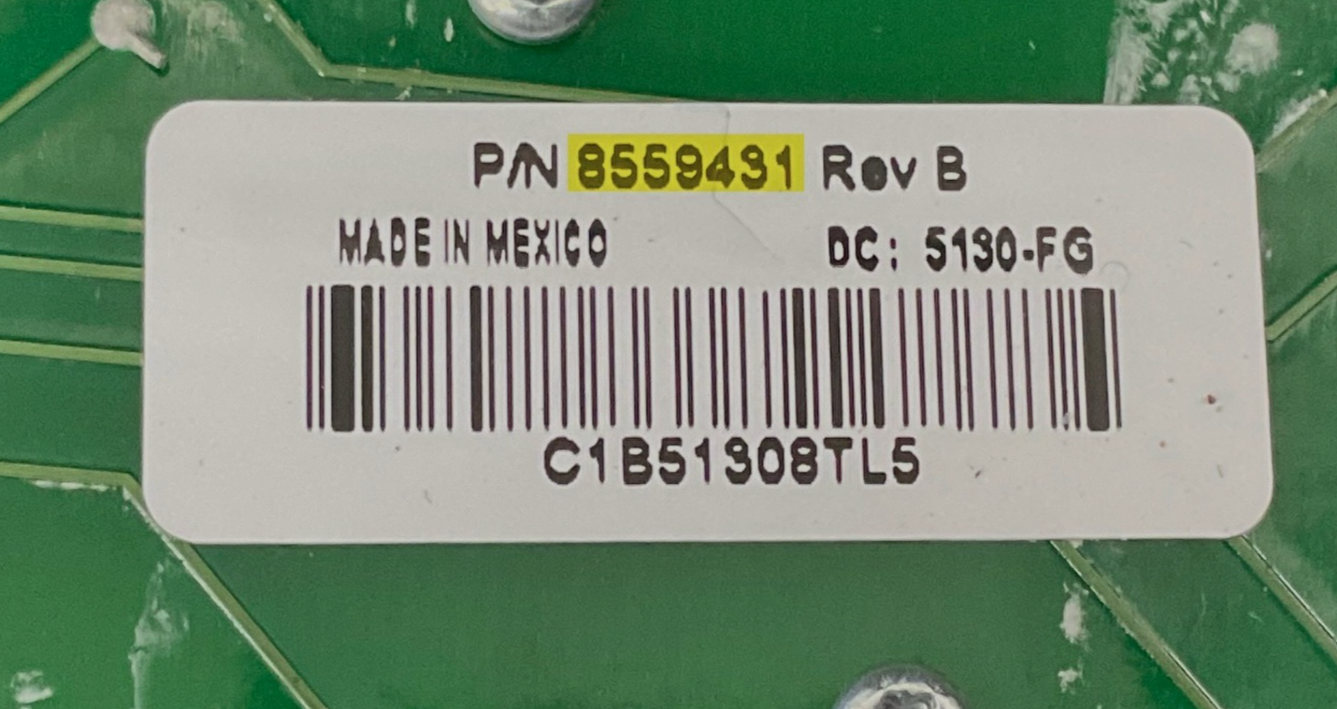 P/N 8559431 Rev B
MADE IN MEXICO DC: 5130-FG
C1B51308TL5